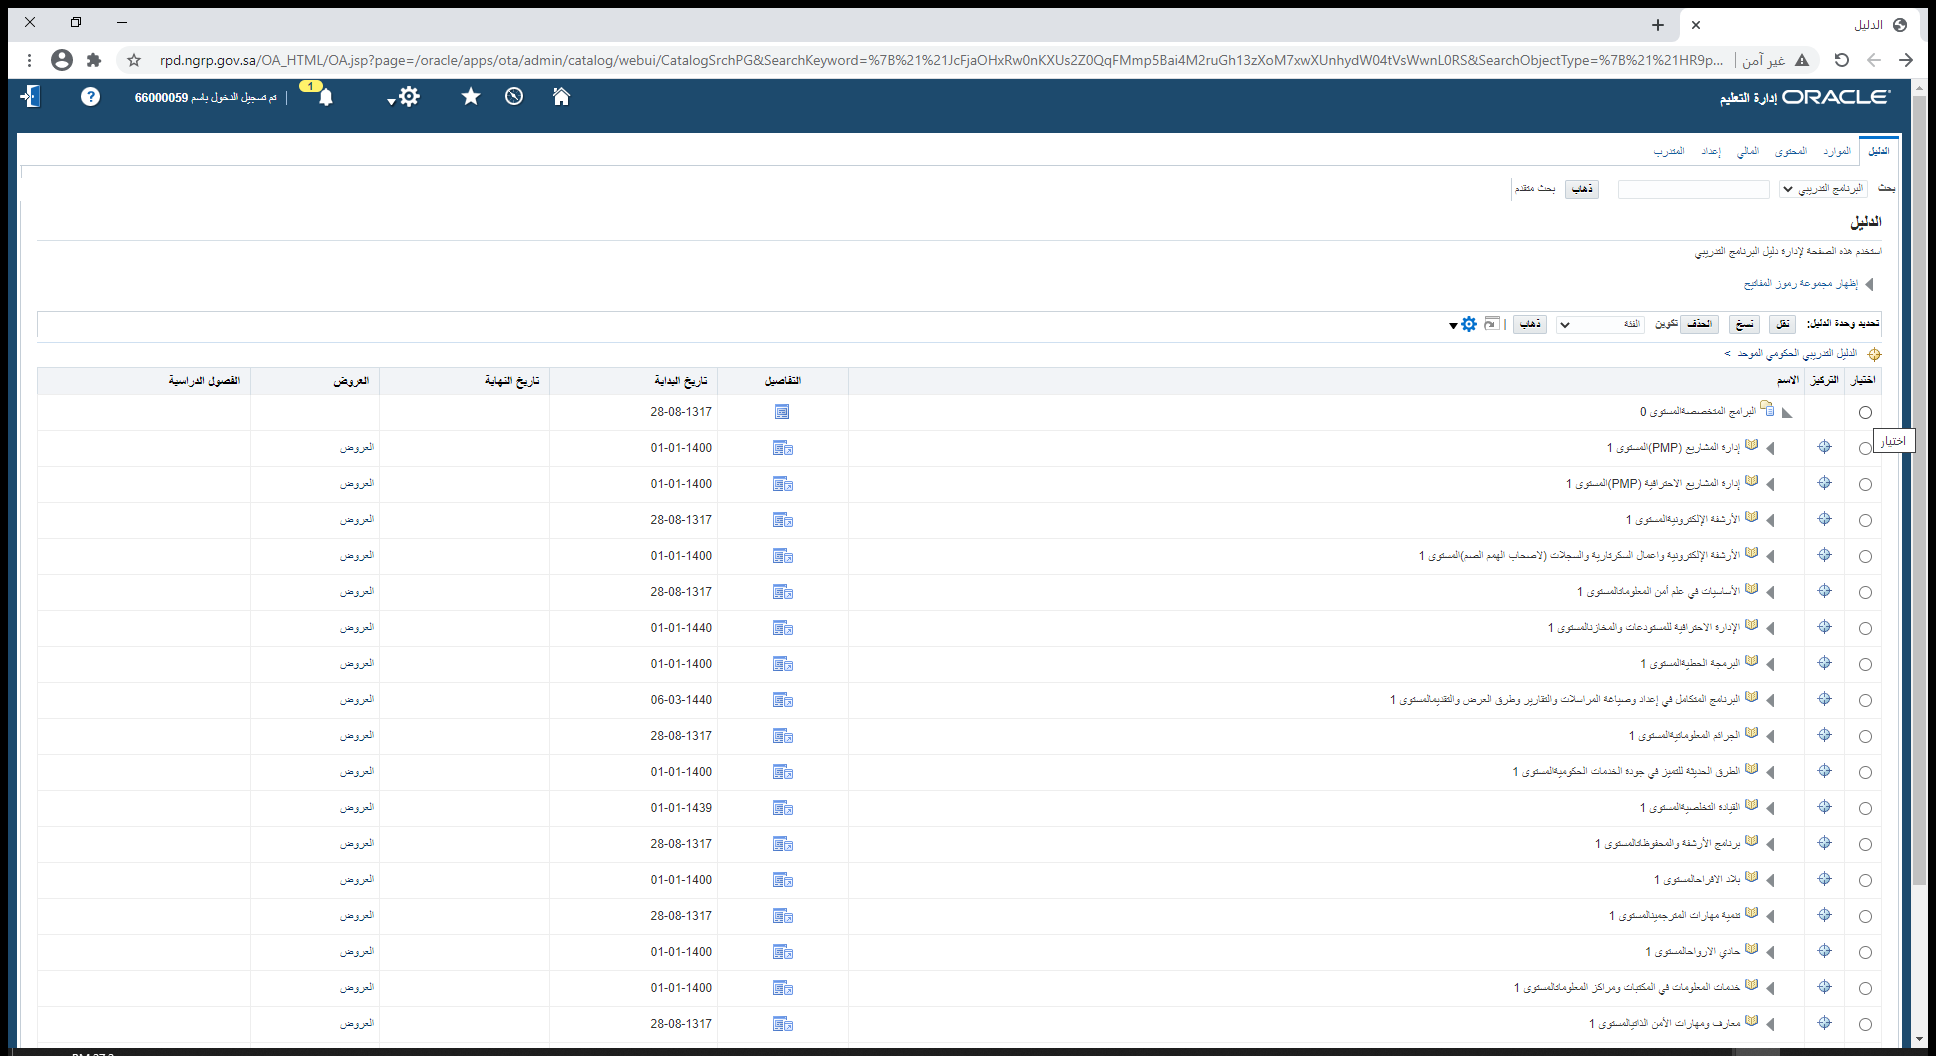 الدليل
rpd.ngrp.gov.sa/OA_HTML/OA.jsp?page=/oracle/apps/ota/admin/catalog/webui/CatalogSrchPG&SearchKeyword=%7B%21%21JcFjaOHxRw0nKXUs2Z0QqFMmp5Bai4M2ruGh13zXoM7xwXUnhydW04tVsWwnL0RS&SearchObjectType=%7B%21%21HR9p...
غير آمن
ORACLE إدارة التعليم
1
تم تسجيل الدخول باسم 66000059
الدليل الموارد المحتوى المالي إعداد المتدرب
بحث البرنامج التدريبي ذهاب بحث متقدم
الدليل
استخدم هذه الصفحة لإدارة دليل البرنامج التدريبي
إظهار مجموعة رموز المفاتيح
تحديد وحدة الدليل: نقل نسخ الحذف تكوين الفئة ذهاب
الدليل التدريبي الحكومي الموحد >
اختيار التركيز الاسم التفاصيل تاريخ البداية تاريخ النهاية العروض الفصول الدراسية
البرامج المتخصصةالمستوى 0 28-08-1317
اختيار
إدارة المشاريع (PMP)المستوى 1 01-01-1400 العروض
إدارة المشاريع الاحترافية (PMP)المستوى 1 01-01-1400 العروض
الأرشفة الإلكترونيةالمستوى 1 28-08-1317 العروض
الأرشفة الإلكترونية واعمال السكرتارية والسجلات (لاصحاب الهمم الصم)المستوى 1 01-01-1400 العروض
الأساسيات في علم أمن المعلوماتالمستوى 1 28-08-1317 العروض
الإدارة الاحترافية للمستودعات والمخازنالمستوى 1 01-01-1440 العروض
البرمجة الخطيةالمستوى 1 01-01-1400 العروض
البرنامج المتكامل في إعداد وصياغة المراسلات والتقارير وطرق العرض والتقديمالمستوى 1 06-03-1440 العروض
الجرائم المعلوماتيةالمستوى 1 28-08-1317 العروض
الطرق الحديثة للتميز في جودة الخدمات الحكوميةالمستوى 1 01-01-1400 العروض
القيادة التخلصيةالمستوى 1 01-01-1439 العروض
برنامج الأرشفة والمحفوظاتالمستوى 1 28-08-1317 العروض
بلاد الافراحالمستوى 1 01-01-1400 العروض
تنمية مهارات المترجمينالمستوى 1 28-08-1317 العروض
حادي الارواحالمستوى 1 01-01-1400 العروض
خدمات المعلومات في المكتبات ومراكز المعلوماتالمستوى 1 01-01-1400 العروض
معارف ومهارات الأمن الذاتيالمستوى 1 28-08-1317 العروض